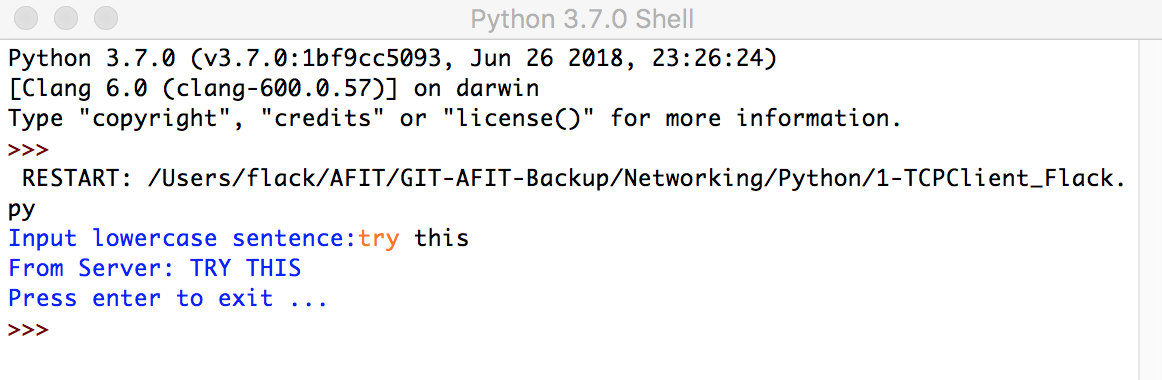 Python 3.7.0 Shell
Python 3.7.0 (v3.7.0:1bf9cc5093, Jun 26 2018, 23:26:24)
[Clang 6.0 (clang-600.0.57)] on darwin
Type "copyright", "credits" or "license()" for more information.
>>>
 RESTART: /Users/flack/AFIT/GIT-AFIT-Backup/Networking/Python/1-TCPClient_Flack.
py
Input lowercase sentence:try this
From Server: TRY THIS
Press enter to exit ...
>>>